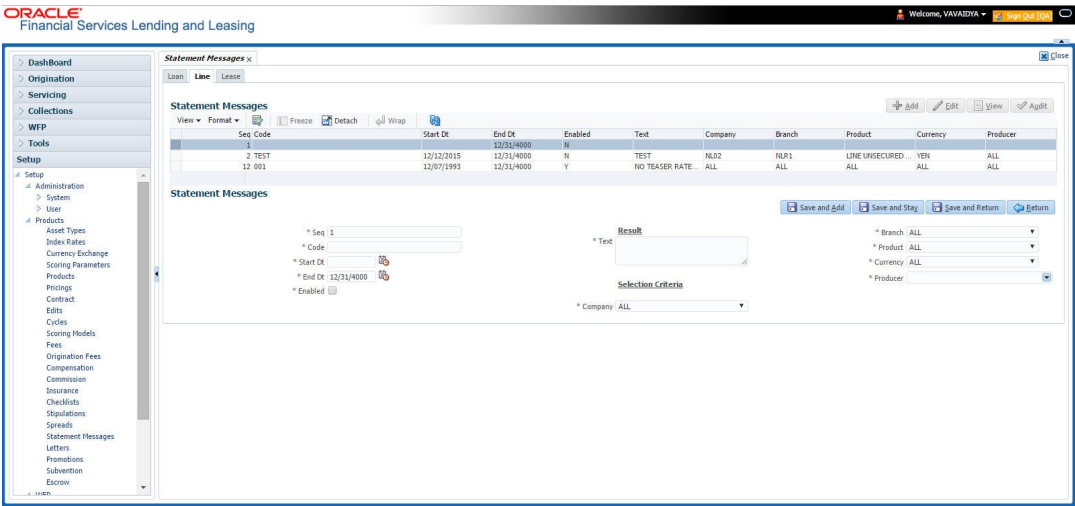 ORACLE
Financial Services Lending and Leasing
Welcome, VAVAIDYA
Sign Out [QA]
Close
DashBoard
Origination
Servicing
Collections
WFP
Tools
Setup
Setup
Administration
System
User
Products
Asset Types
Index Rates
Currency Exchange
Scoring Parameters
Products
Pricings
Contract
Edits
Cycles
Scoring Models
Fees
Origination Fees
Compensation
Commission
Insurance
Checklists
Stipulations
Spreads
Statement Messages
Letters
Promotions
Subvention
Escrow
WFP
Statement Messages x
Loan Line Lease
Statement Messages
Add Edit View Audit
View Format Freeze Detach Wrap
Seq Code Start Dt End Dt Enabled Text Company Branch Product Currency Producer
1 12/31/4000 N
2 TEST 12/12/2015 12/31/4000 N TEST NL02 NLR1 LINE UNSECURED ... YEN ALL
12 001 12/07/1993 12/31/4000 Y NO TEASER RATE... ALL ALL ALL ALL ALL
Statement Messages
Save and Add Save and Stay Save and Return Return
* Seq 1
* Code
* Start Dt
* End Dt 12/31/4000
* Enabled
Result
* Text
Selection Criteria
* Company ALL
* Branch ALL
* Product ALL
* Currency ALL
* Producer